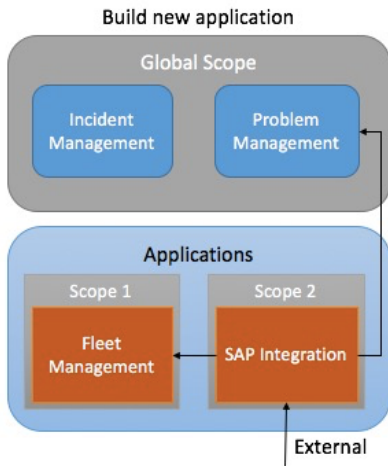 Build new application
Global Scope
Incident
Management
Problem
Management
Applications
Scope 1
Scope 2
Fleet
Management
SAP Integration
External